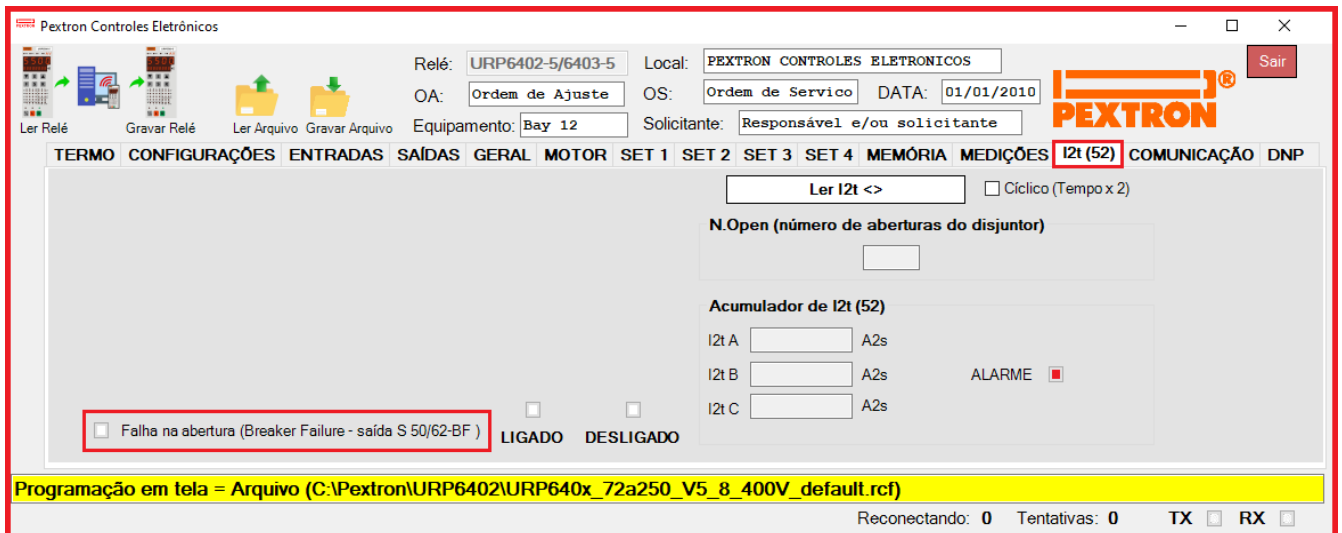 Pextron Controles Eletrônicos
Relé: URP6402-5/6403-5 Local: PEXTRON CONTROLES ELETRONICOS Sair
OA: Ordem de Ajuste OS: Ordem de Servico DATA: 01/01/2010
PEXTRON ®
Ler Relé Gravar Relé Ler Arquivo Gravar Arquivo Equipamento: Bay 12 Solicitante: Responsável e/ou solicitante
TERMO CONFIGURAÇÕES ENTRADAS SAÍDAS GERAL MOTOR SET 1 SET 2 SET 3 SET 4 MEMÓRIA MEDIÇÕES I2t (52) COMUNICAÇÃO DNP
Ler I2t <> Cíclico (Tempo x 2)
N.Open (número de aberturas do disjuntor)
Acumulador de I2t (52)
I2t A A2s
I2t B A2s ALARME
I2t C A2s
Falha na abertura (Breaker Failure - saída S 50/62-BF ) LIGADO DESLIGADO
Programação em tela = Arquivo (C:\Pextron\URP6402\URP640x_72a250_V5_8_400V_default.rcf)
Reconectando: 0 Tentativas: 0 TX RX